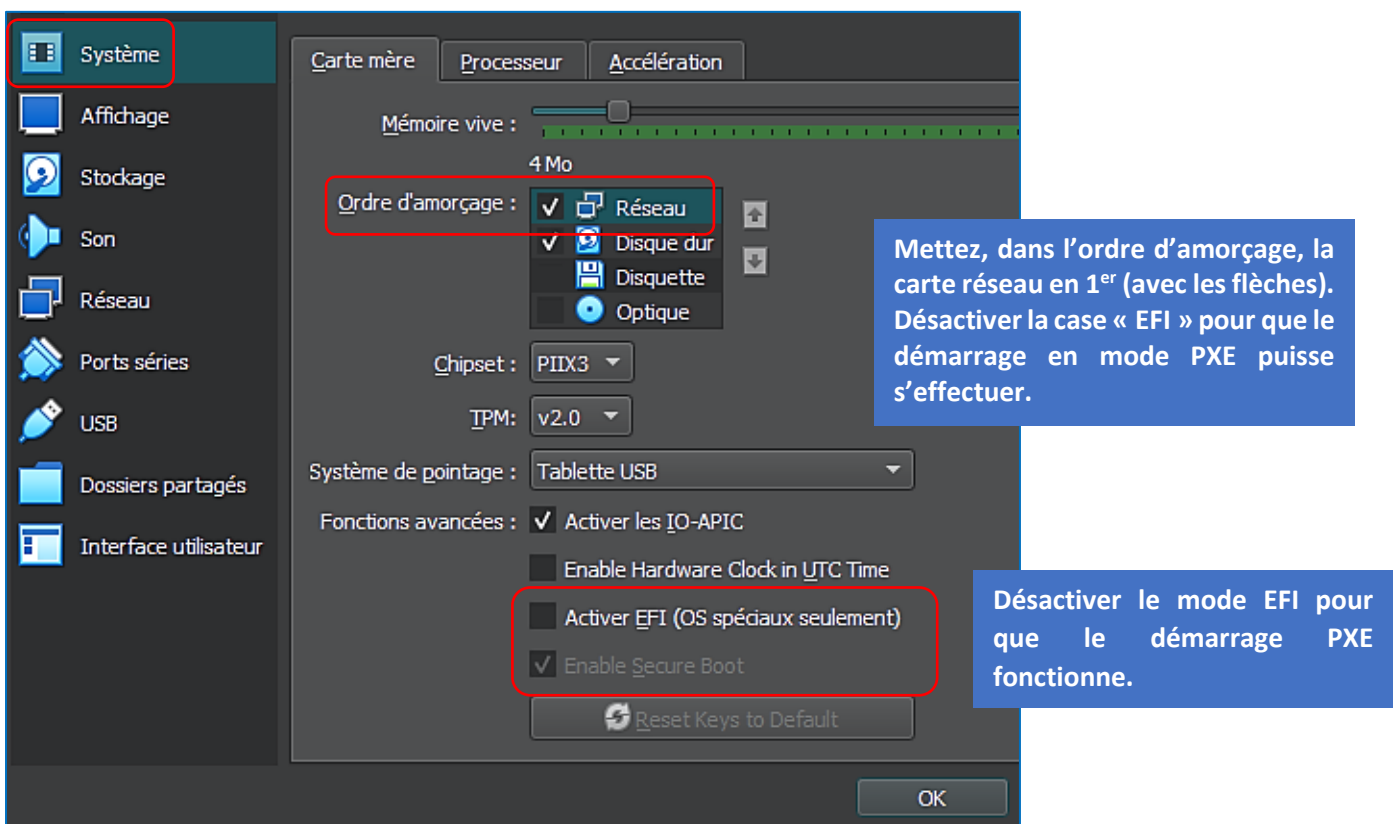 Système
Affichage
Stockage
Son
Réseau
Ports séries
USB
Dossiers partagés
Interface utilisateur
Carte mère Processeur Accélération
Mémoire vive :
4 Mo
Ordre d'amorçage : Réseau
Disque dur
Disquette
Optique
Chipset : PIIX3
TPM: v2.0
Système de pointage : Tablette USB
Fonctions avancées : Activer les IO-APIC
Enable Hardware Clock in UTC Time
Activer EFI (OS spéciaux seulement)
Enable Secure Boot
Reset Keys to Default
OK
Mettez, dans l’ordre d’amorçage, la
carte réseau en 1er (avec les flèches).
Désactiver la case « EFI » pour que le
démarrage en mode PXE puisse
s’effectuer.
Désactiver le mode EFI pour
que le démarrage PXE
fonctionne.